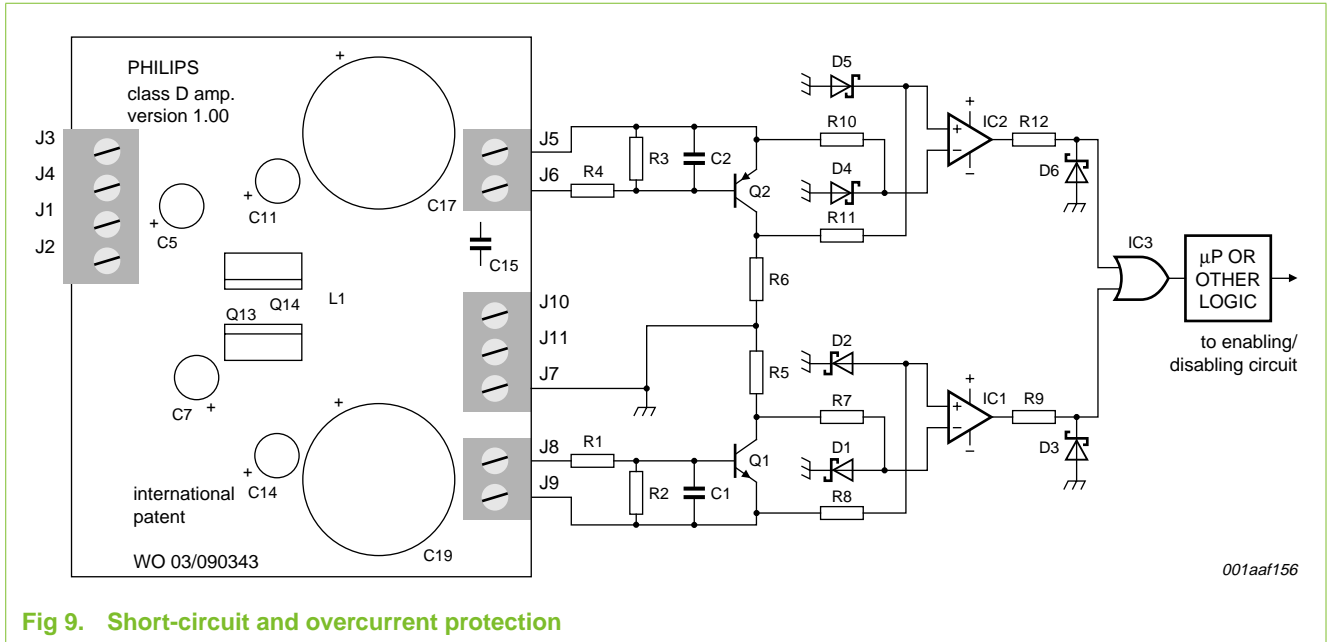 PHILIPS
class D amp.
version 1.00
J3
J4
J1
J2
C5
C11
C17
C15
Q14
L1
Q13
C7
C14
C19
international
patent
WO 03/090343
J5
J6
J10
J11
J7
J8
J9
R4
R3
C2
Q2
R6
R5
R1
R2
C1
Q1
D5
R10
D4
R11
D2
R7
D1
R8
+
−
+
−
IC2
R12
D6
+
−
+
−
IC1
R9
D3
IC3
μP OR
OTHER
LOGIC
to enabling/
disabling circuit
001aaf156
Fig 9. Short-circuit and overcurrent protection